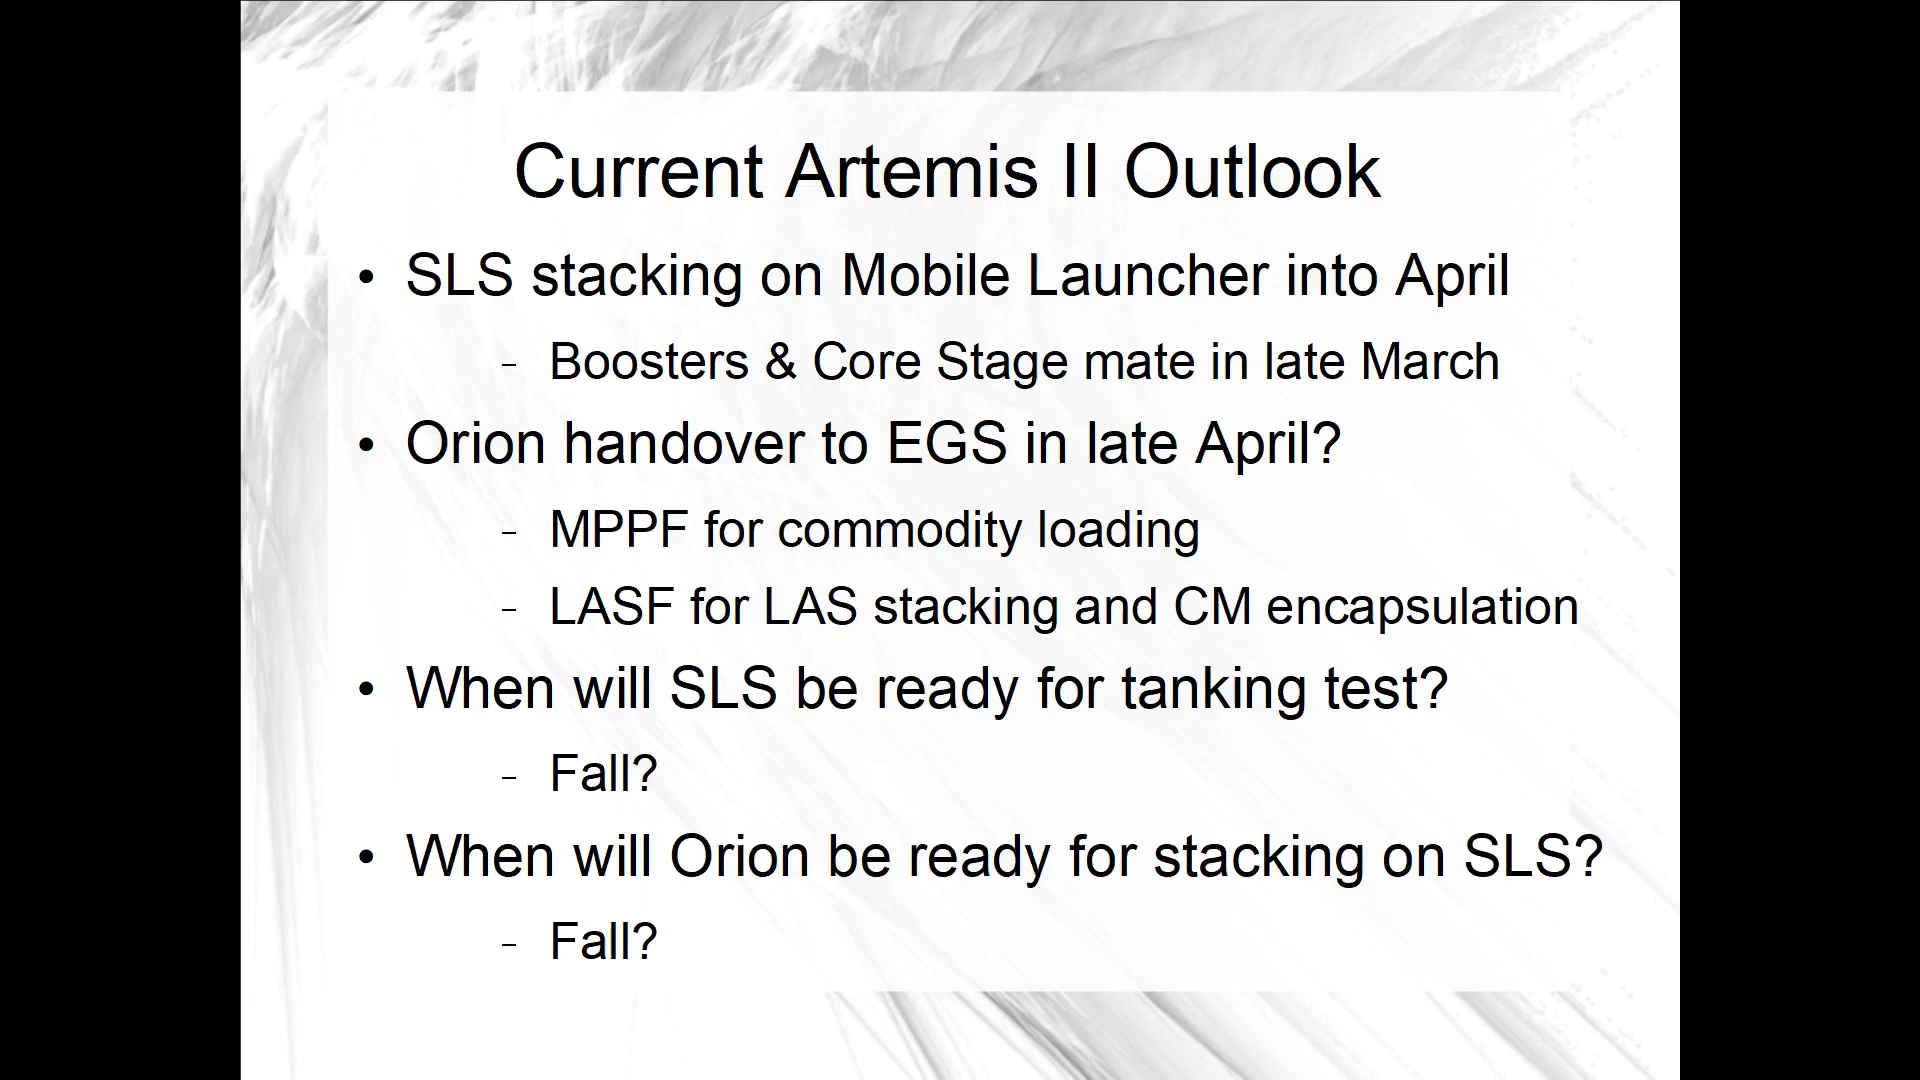 Current Artemis II Outlook
• SLS stacking on Mobile Launcher into April
– Boosters & Core Stage mate in late March
• Orion handover to EGS in late April?
– MPPF for commodity loading
– LASF for LAS stacking and CM encapsulation
• When will SLS be ready for tanking test?
– Fall?
• When will Orion be ready for stacking on SLS?
– Fall?